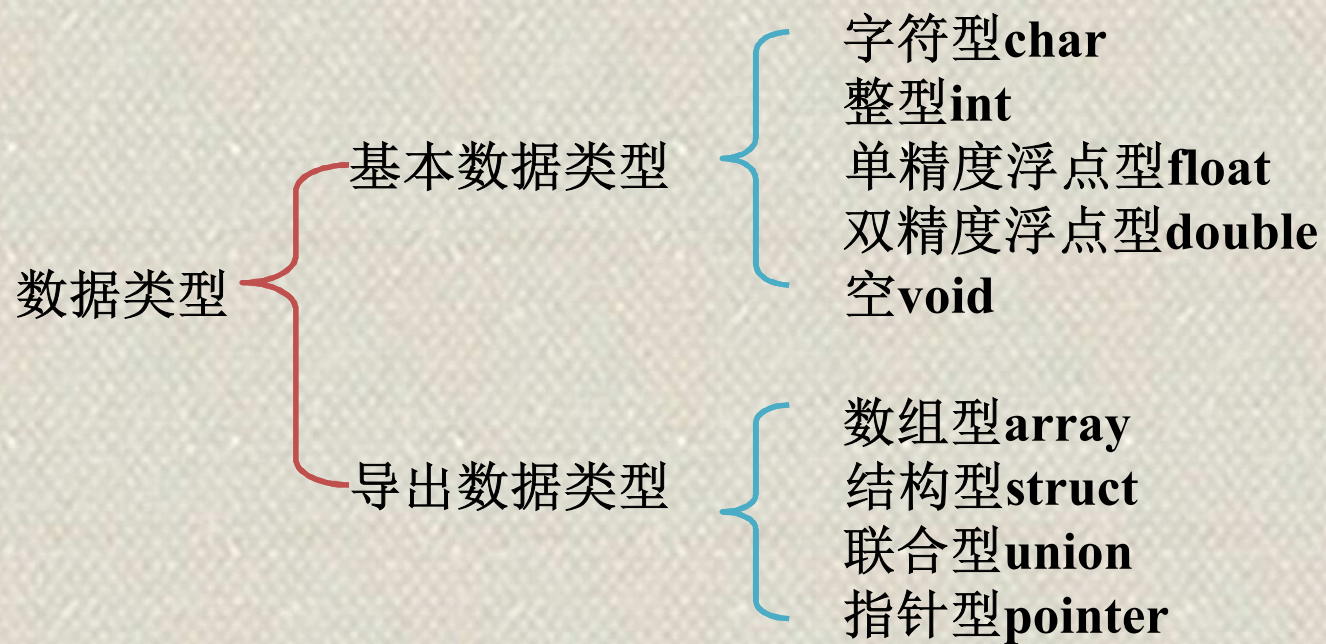 数据类型
基本数据类型
字符型char
整型int
单精度浮点型float
双精度浮点型double
空void
导出数据类型
数组型array
结构型struct
联合型union
指针型pointer